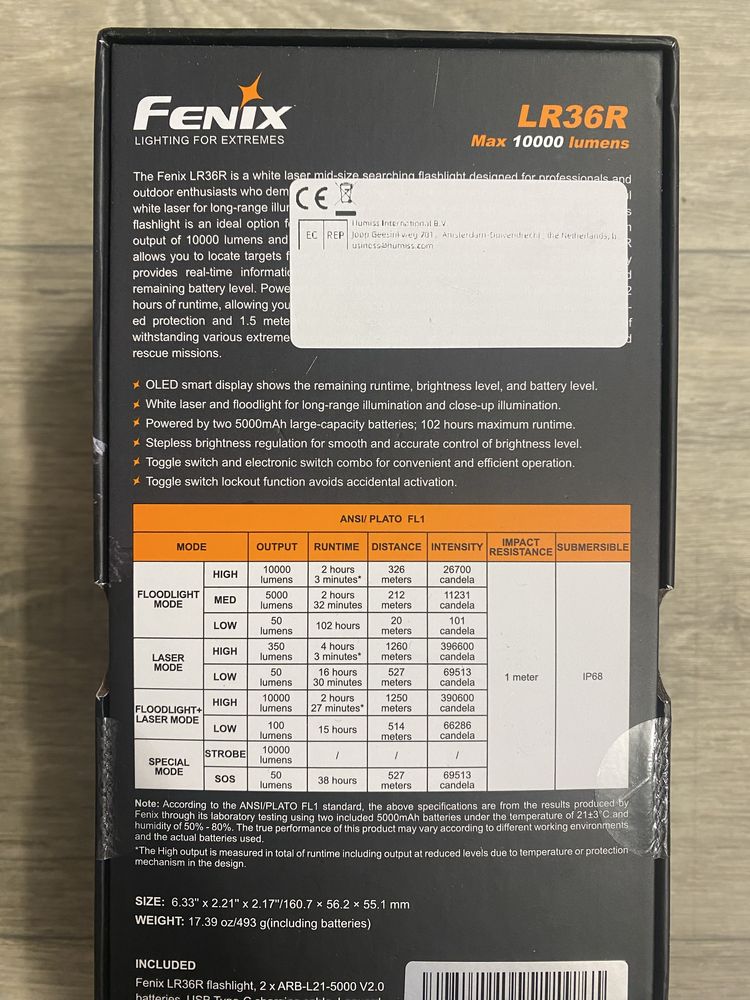 FENIX
LIGHTING FOR EXTREMES
LR36R
Max 10000 lumens
The Fenix LR36R is a white laser mid-size searching flashlight designed for professionals and
outdoor enthusiasts who dem
white laser for long-range illur
flashlight is an ideal option f
output of 10000 lumens and
allows you to locate targets f
provides real-time informatic
remaining battery level. Powe
hours of runtime, allowing you
ed protection and 1.5 mete
withstanding various extreme
rescue missions.
CE
EC REP
Humiss International B.V
Joop Geesinkweg 701, Amsterdam-Duivendrecht, the Netherlands, b
usiness@humiss.com
OLED smart display shows the remaining runtime, brightness level, and battery level.
White laser and floodlight for long-range illumination and close-up illumination.
Powered by two 5000mAh large-capacity batteries; 102 hours maximum runtime.
Stepless brightness regulation for smooth and accurate control of brightness level.
Toggle switch and electronic switch combo for convenient and efficient operation.
Toggle switch lockout function avoids accidental activation.
ANSI/ PLATO FL1
MODE OUTPUT RUNTIME DISTANCE INTENSITY IMPACT RESISTANCE SUBMERSIBLE
FLOODLIGHT MODE HIGH 10000 lumens 2 hours 3 minutes* 326 meters 26700 candela
MED 5000 lumens 2 hours 32 minutes 212 meters 11231 candela
LOW 50 lumens 102 hours 20 meters 101 candela
LASER MODE HIGH 350 lumens 4 hours 3 minutes* 1260 meters 396600 candela
LOW 50 lumens 16 hours 30 minutes 527 meters 69513 candela
1 meter IP68
FLOODLIGHT+ LASER MODE HIGH 10000 lumens 2 hours 27 minutes* 1250 meters 390600 candela
LOW 100 lumens 15 hours 514 meters 66286 candela
SPECIAL MODE STROBE 10000 lumens / / /
SOS 50 lumens 38 hours 527 meters 69513 candela
Note: According to the ANSI/PLATO FL1 standard, the above specifications are from the results produced by
Fenix through its laboratory testing using two included 5000mAh batteries under the temperature of 21±3°C and
humidity of 50% - 80%. The true performance of this product may vary according to different working environments
and the actual batteries used.
*The High output is measured in total of runtime including output at reduced levels due to temperature or protection
mechanism in the design.
SIZE: 6.33" x 2.21" x 2.17"/160.7 × 56.2 × 55.1 mm
WEIGHT: 17.39 oz/493 g(including batteries)
INCLUDED
Fenix LR36R flashlight, 2 x ARB-L21-5000 V2.0